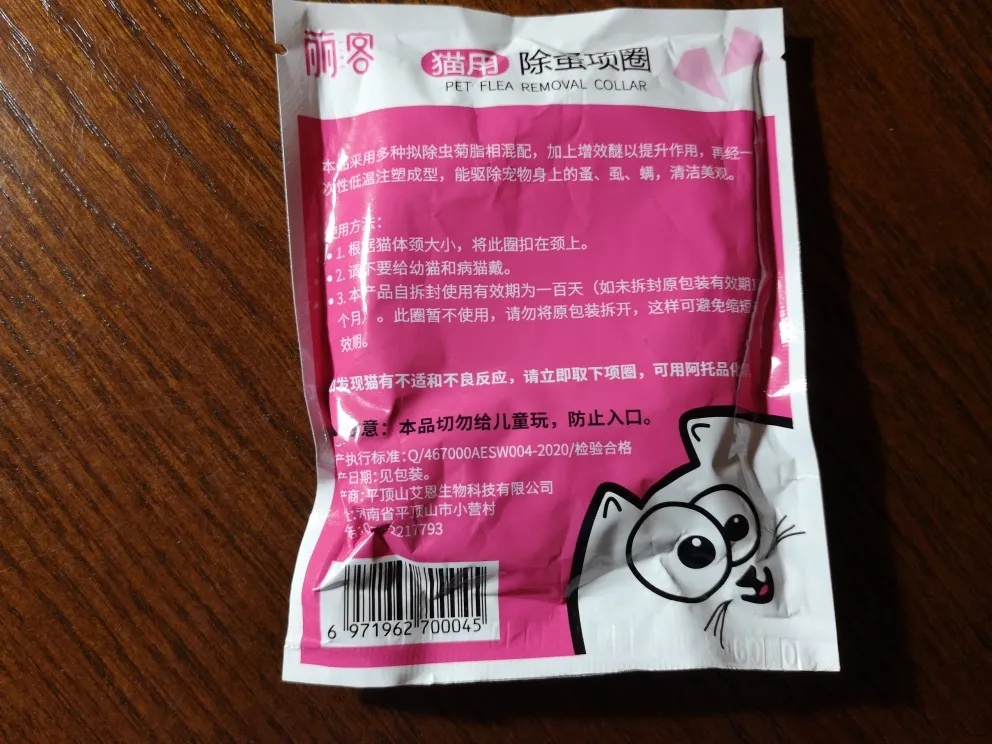 萌客
猫用 除蚤项圈
PET FLEA REMOVAL COLLAR
本品采用多种拟除虫菊脂相混配，加上增效醚以提升作用，再经一
次性低温注塑成型，能驱除宠物身上的蚤、虱、螨，清洁美观。
使用方法：
1. 根据猫体颈大小，将此圈扣在颈上。
2. 请不要给幼猫和病猫戴。
3. 本产品自拆封使用有效期为一百天（如未拆封原包装有效期
个月）。此圈暂不使用，请勿将原包装拆开，这样可避免缩短
效期。
发现猫有不适和不良反应，请立即取下项圈，可用阿托品化
意：本品切勿给儿童玩，防止入口。
产执行标准：Q/467000AESW004-2020/检验合格
产日期：见包装。
商：平顶山艾恩生物科技有限公司
南省平顶山市小营村
217793
6 971962 700045